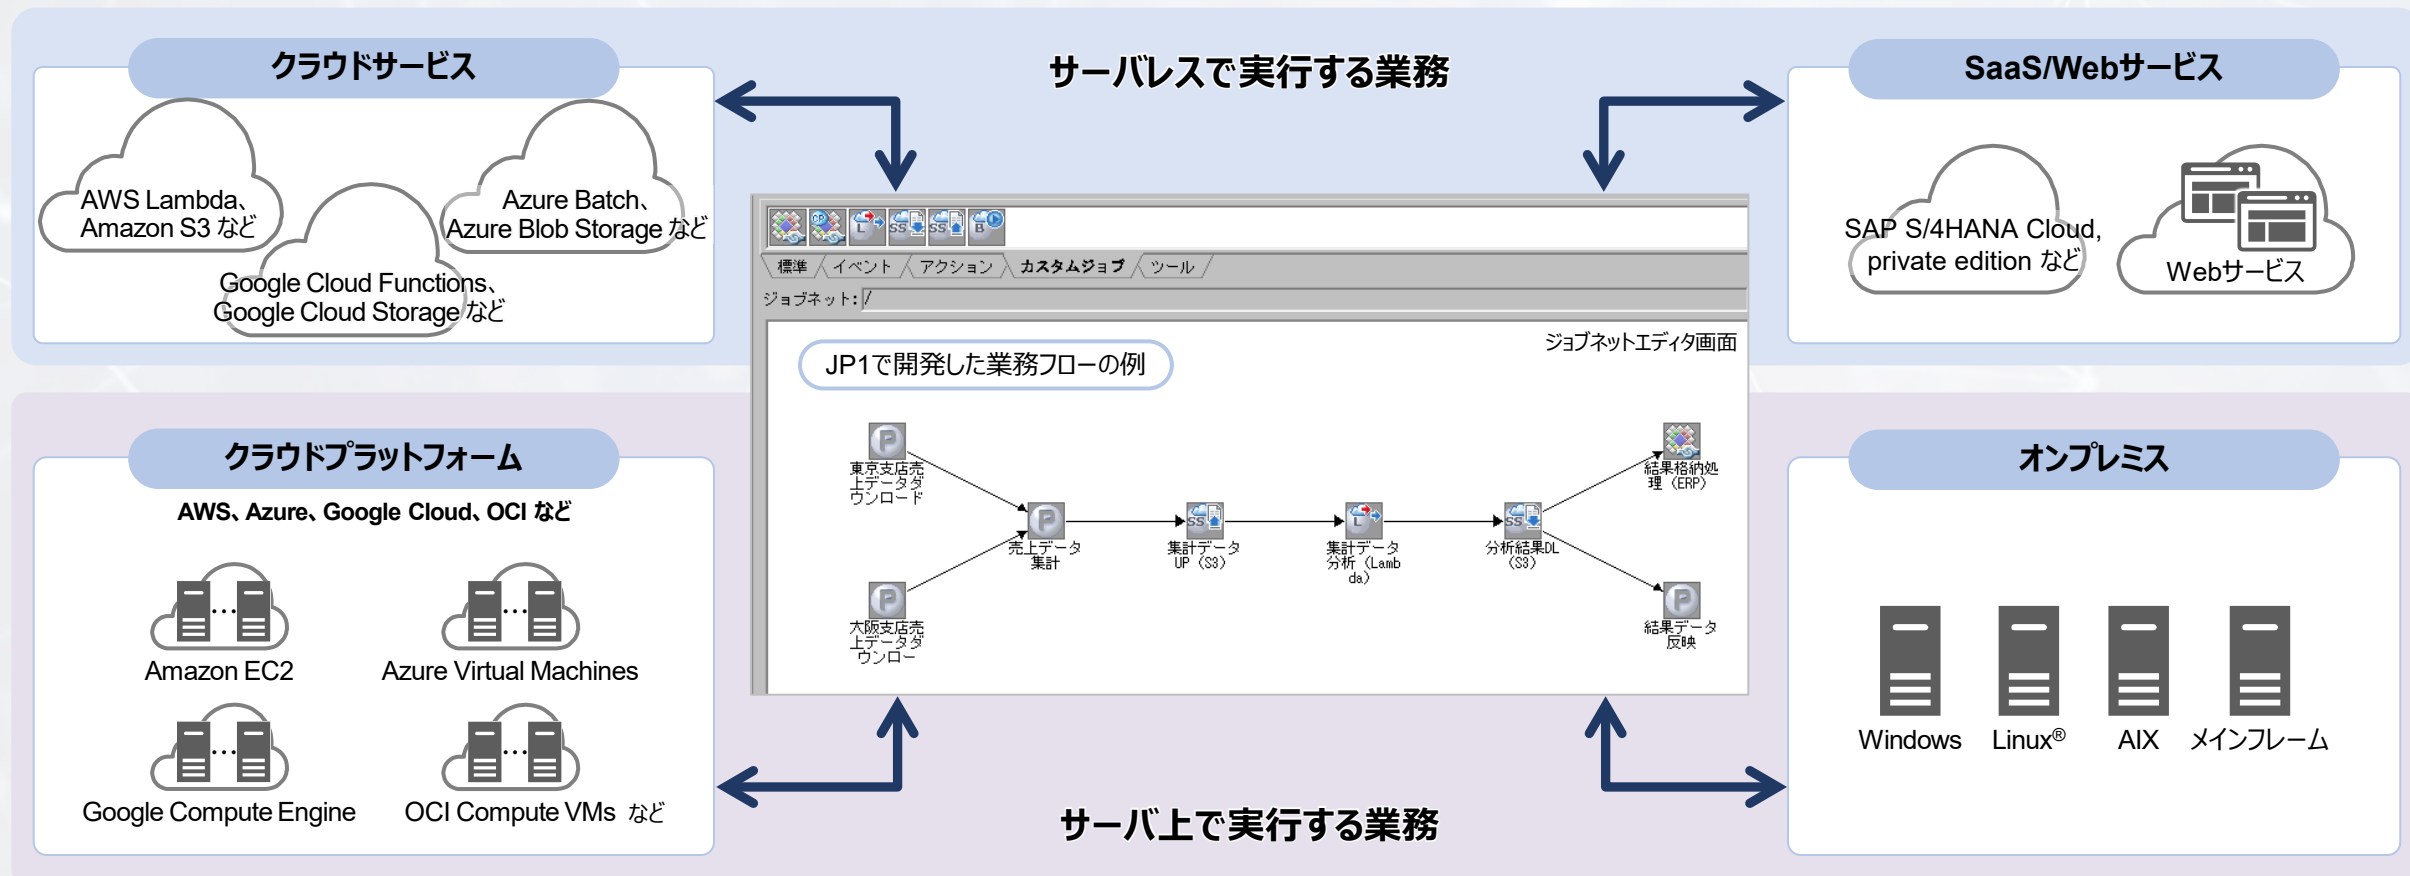 サーバレスで実行する業務
クラウドサービス
AWS Lambda、
Amazon S3 など
Azure Batch、
Azure Blob Storage など
Google Cloud Functions、
Google Cloud Storage など
SaaS/Webサービス
SAP S/4HANA Cloud,
private edition など
Webサービス
標準 イベント アクション カスタムジョブ ツール
ジョブネット: /
ジョブネットエディタ画面
JP1で開発した業務フローの例
東京支店売
上データダ
ウンロード
大阪支店売
上データダ
ウンロー
売上データ
集計
集計データ
UP（S3）
集計データ
分析（Lamb
da）
分析結果DL
（S3）
結果格納処
理（ERP）
結果データ
反映
クラウドプラットフォーム
AWS、Azure、Google Cloud、OCI など
Amazon EC2
Azure Virtual Machines
Google Compute Engine
OCI Compute VMs など
オンプレミス
Windows
Linux®
AIX
メインフレーム
サーバ上で実行する業務